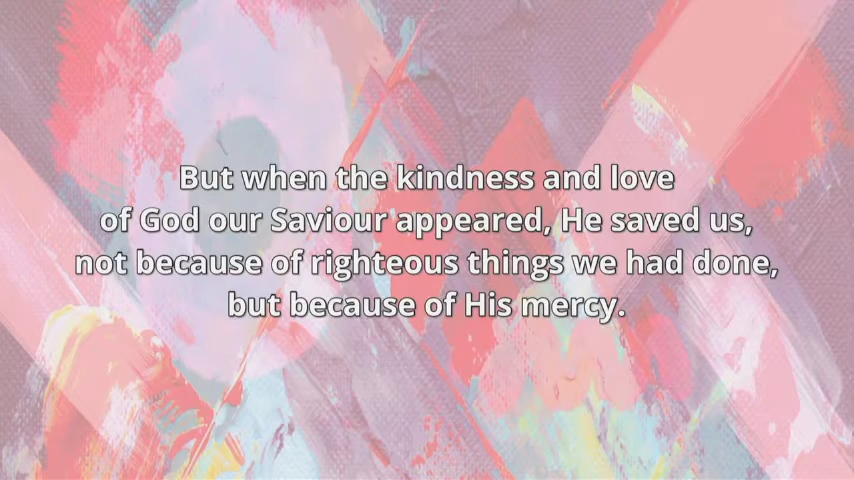 But when the kindness and love
of God our Saviour appeared, He saved us,
not because of righteous things we had done,
but because of His mercy.